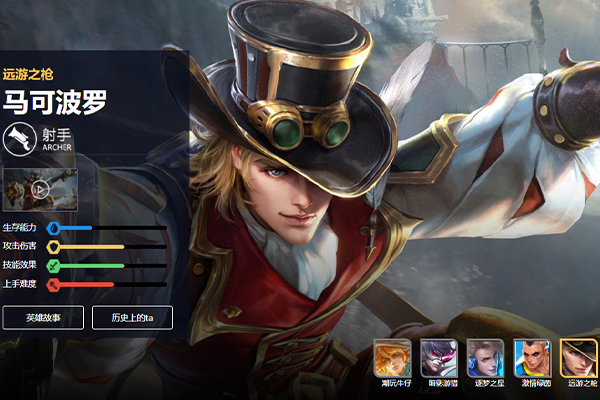 远游之枪
马可波罗
射手
ARCHER
生存能力
攻击伤害
技能效果
上手难度
英雄故事
历史上的ta
潮玩牛仔
暗影游猎
逐梦之星
激情绿茵
远游之枪